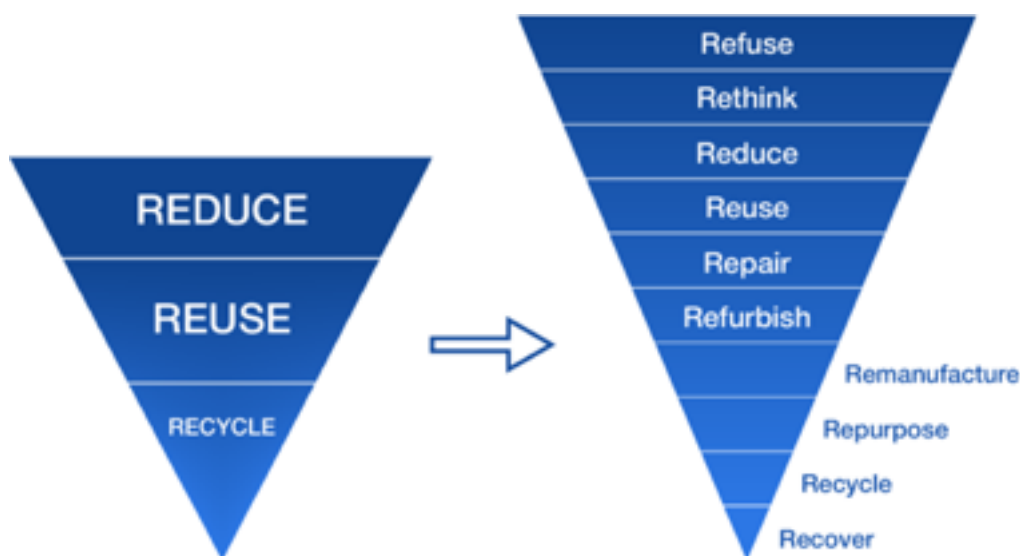 REDUCE
REUSE
RECYCLE
Refuse
Rethink
Reduce
Reuse
Repair
Refurbish
Remanufacture
Repurpose
Recycle
Recover